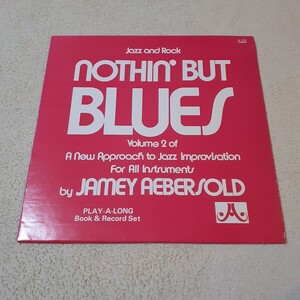 Jazz and Rock
NOTHIN' BUT
BLUES
Volume 2 of
A New Approach to Jazz Improvisation
For All Instruments
by JAMEY AEBERSOLD
PLAY-A-LONG
Book & Record Set